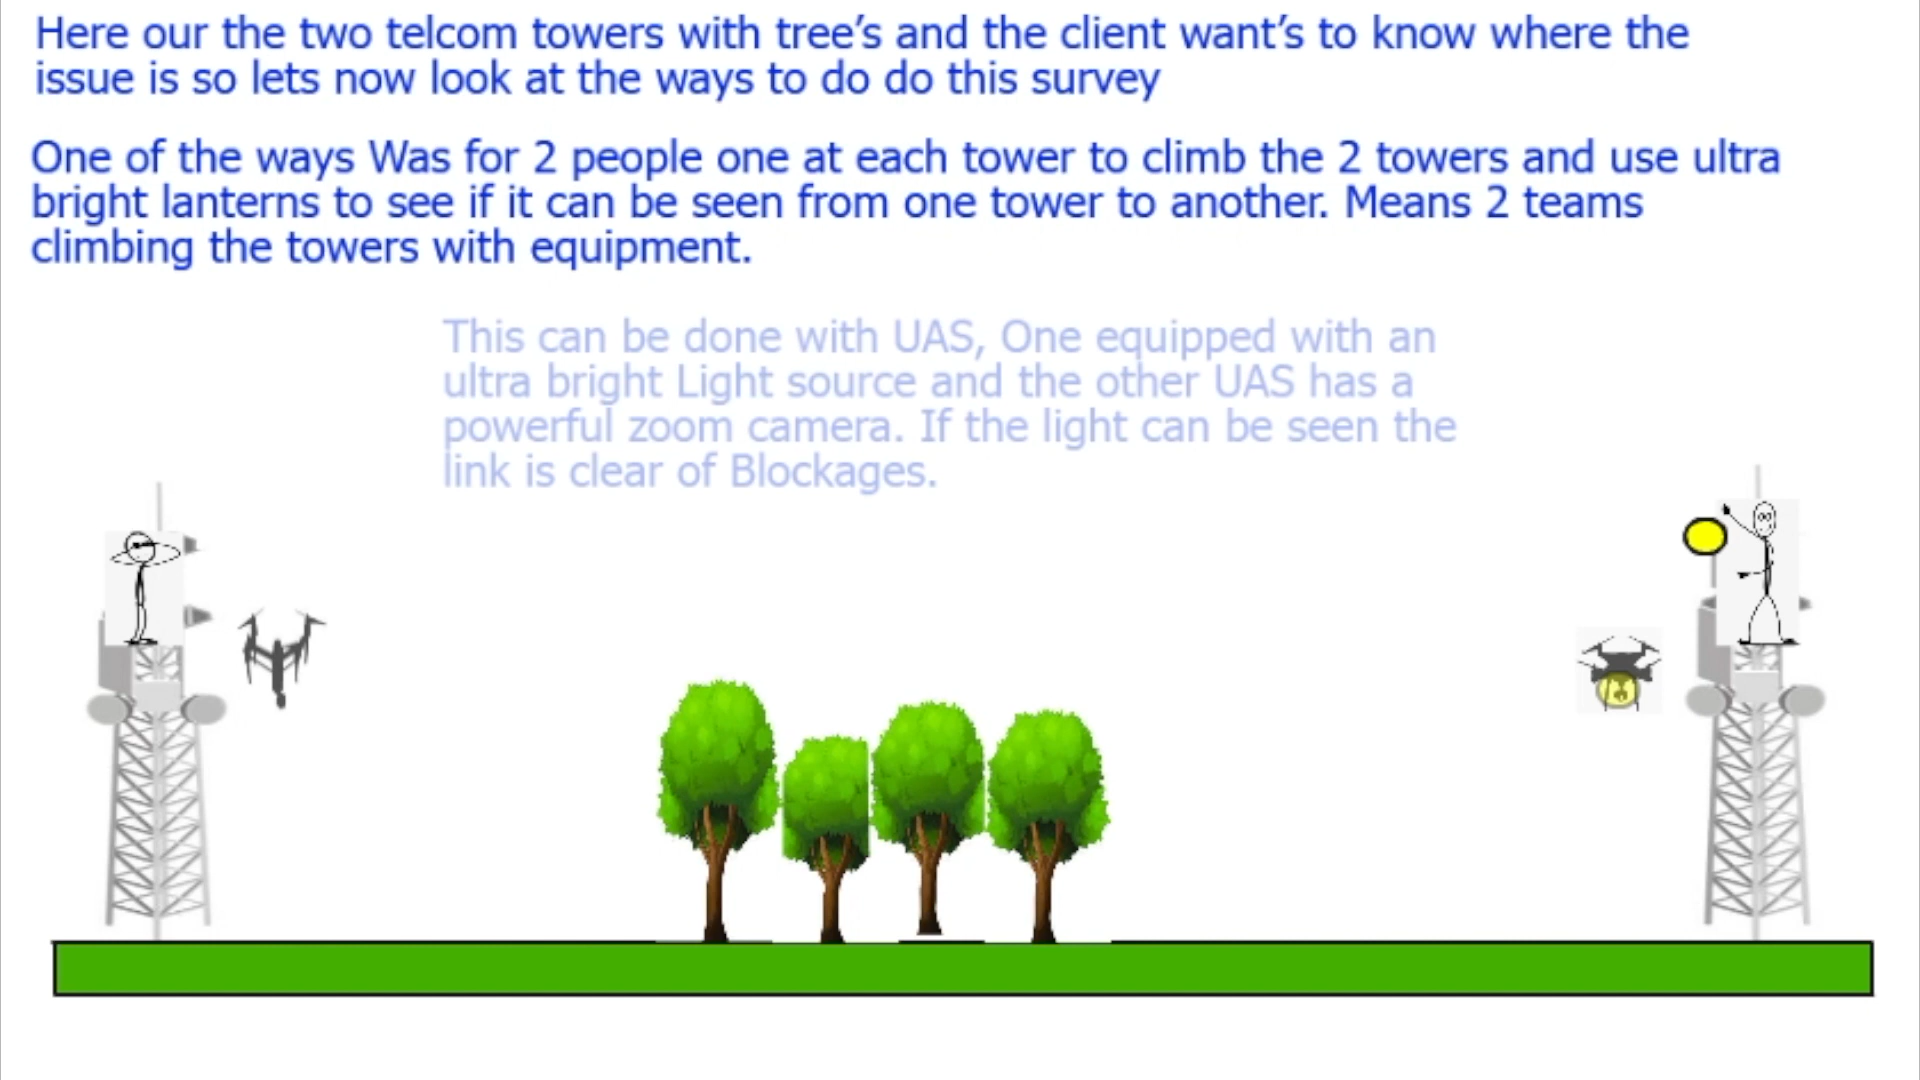 Here our the two telcom towers with tree’s and the client want’s to know where the
issue is so lets now look at the ways to do do this survey
One of the ways Was for 2 people one at each tower to climb the 2 towers and use ultra
bright lanterns to see if it can be seen from one tower to another. Means 2 teams
climbing the towers with equipment.
This can be done with UAS, One equipped with an
ultra bright Light source and the other UAS has a
powerful zoom camera. If the light can be seen the
link is clear of Blockages.